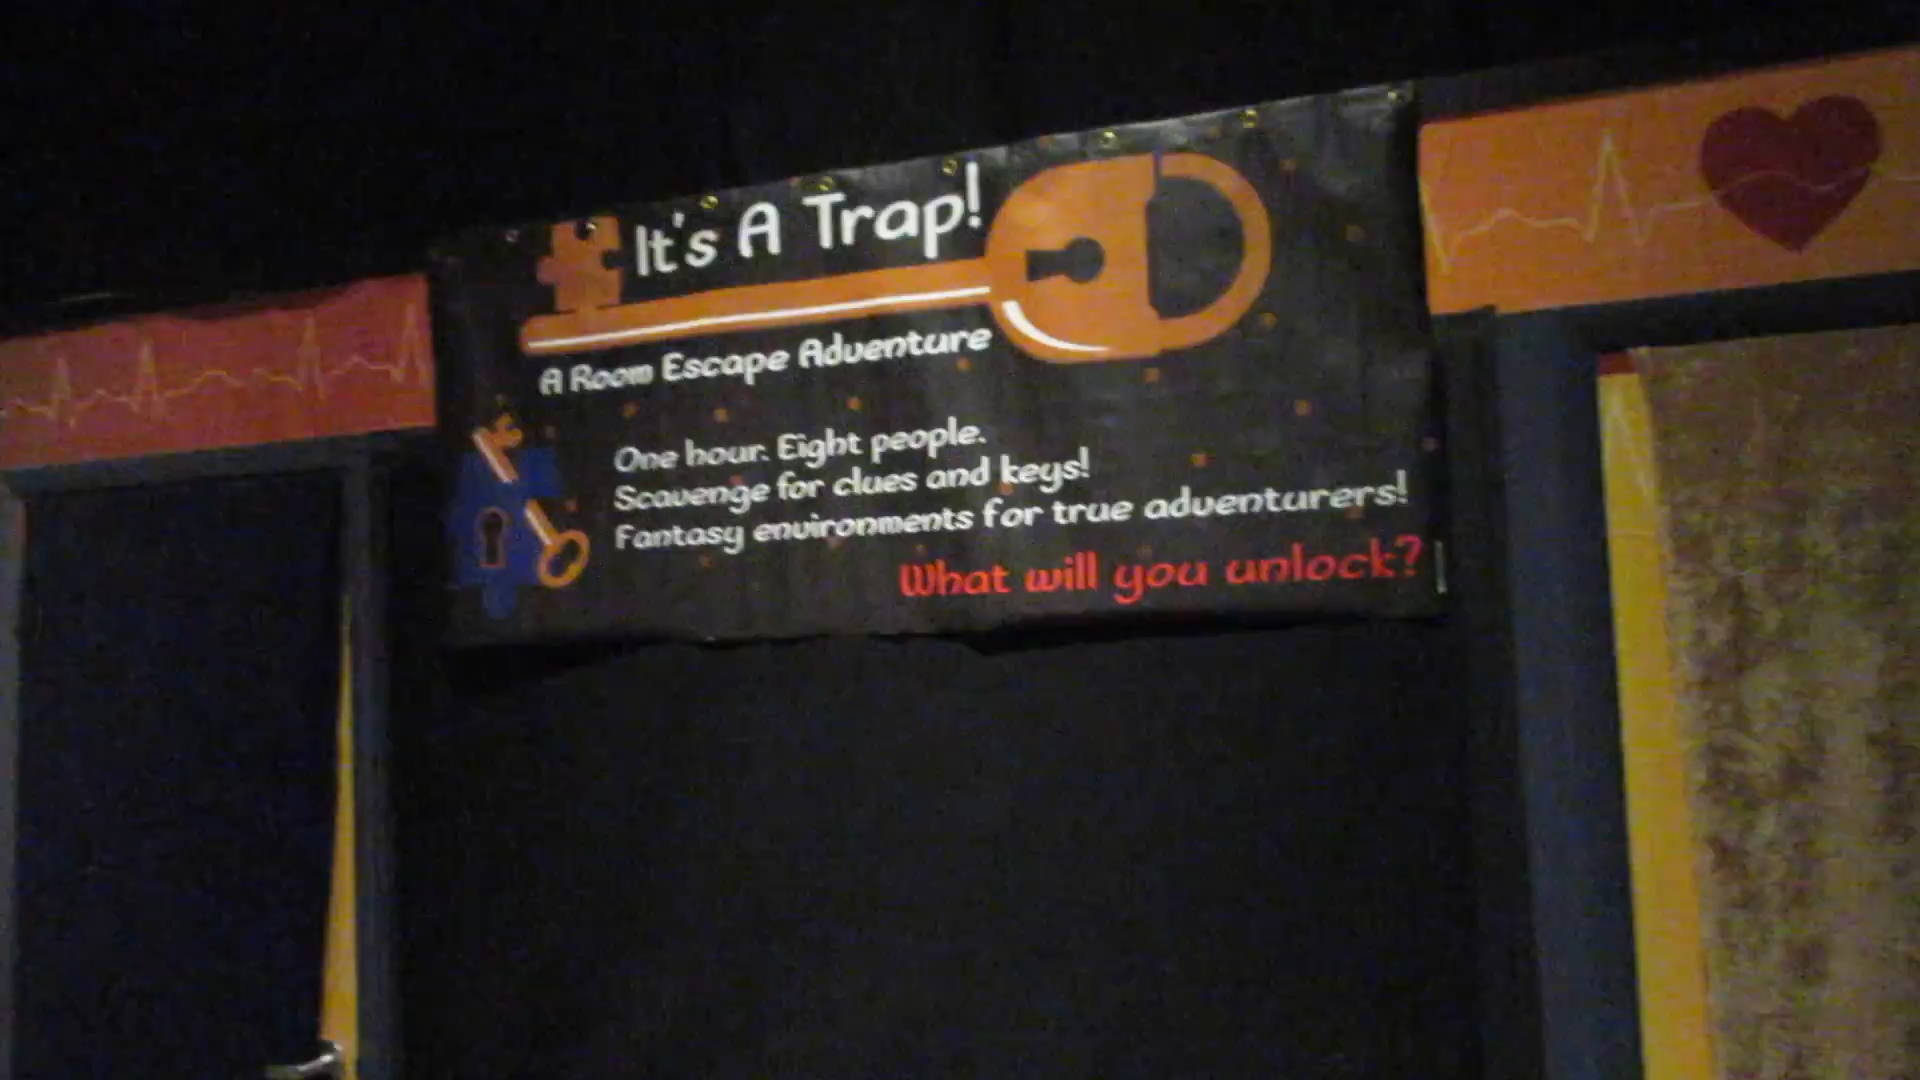 It's A Trap!
A Room Escape Adventure
One hour. Eight people.
Scavenge for clues and keys!
Fantasy environments for true adventurers!
What will you unlock?